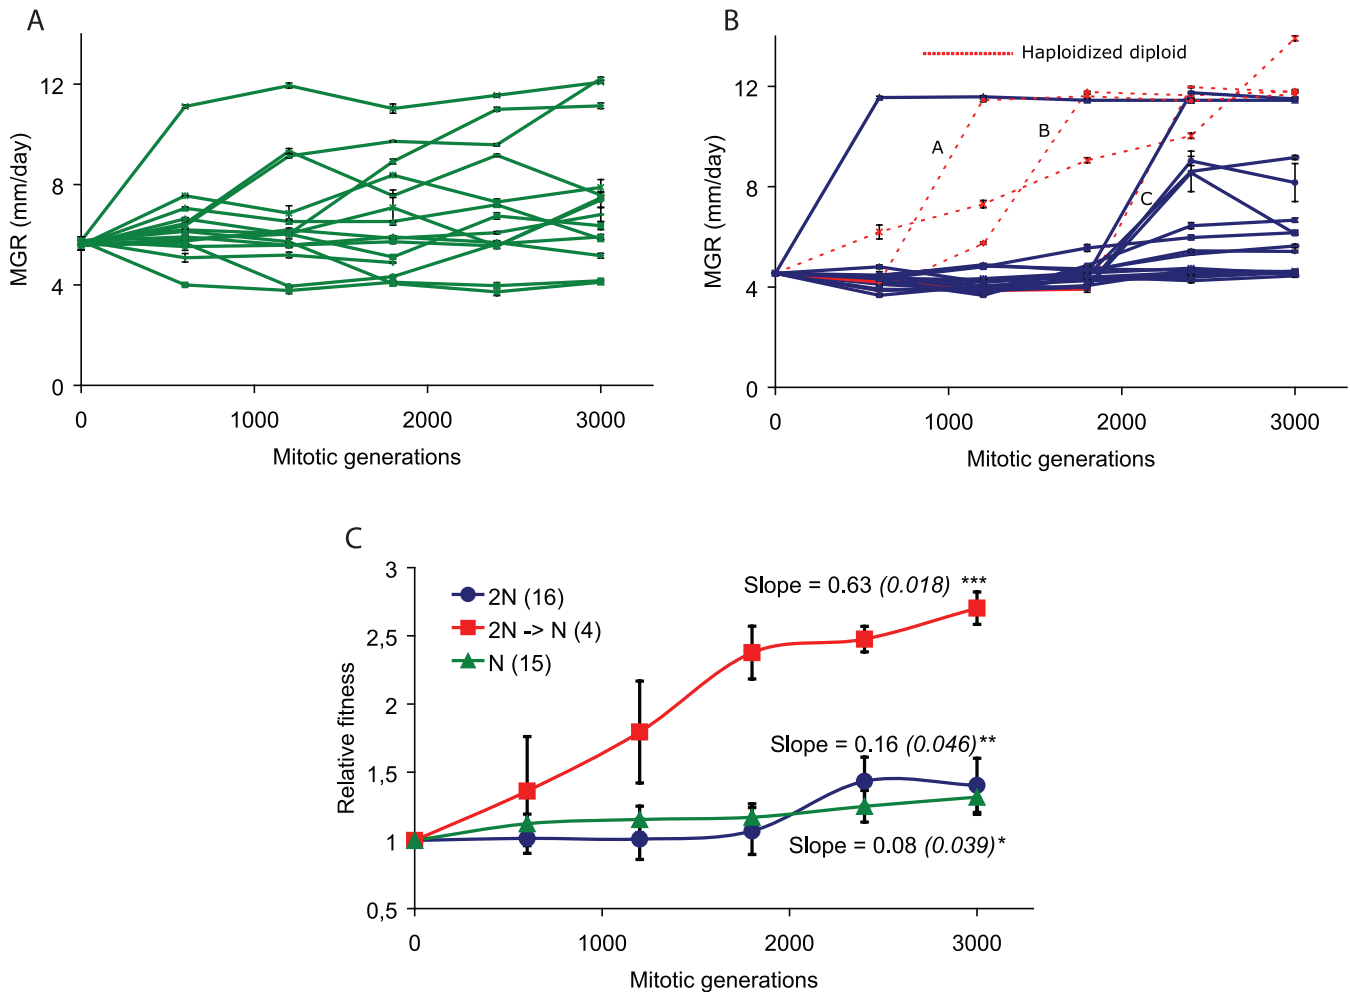 A
MGR (mm/day)
12
8
4
0
0
1000
2000
3000
Mitotic generations
B
Haploidized diploid
MGR (mm/day)
12
8
4
0
A
B
C
0
1000
2000
3000
Mitotic generations
C
Relative fitness
3
2,5
2
1,5
1
0,5
2N (16)
2N -> N (4)
N (15)
Slope = 0.63 (0.018) ***
Slope = 0.16 (0.046)**
Slope = 0.08 (0.039)*
0
1000
2000
3000
Mitotic generations